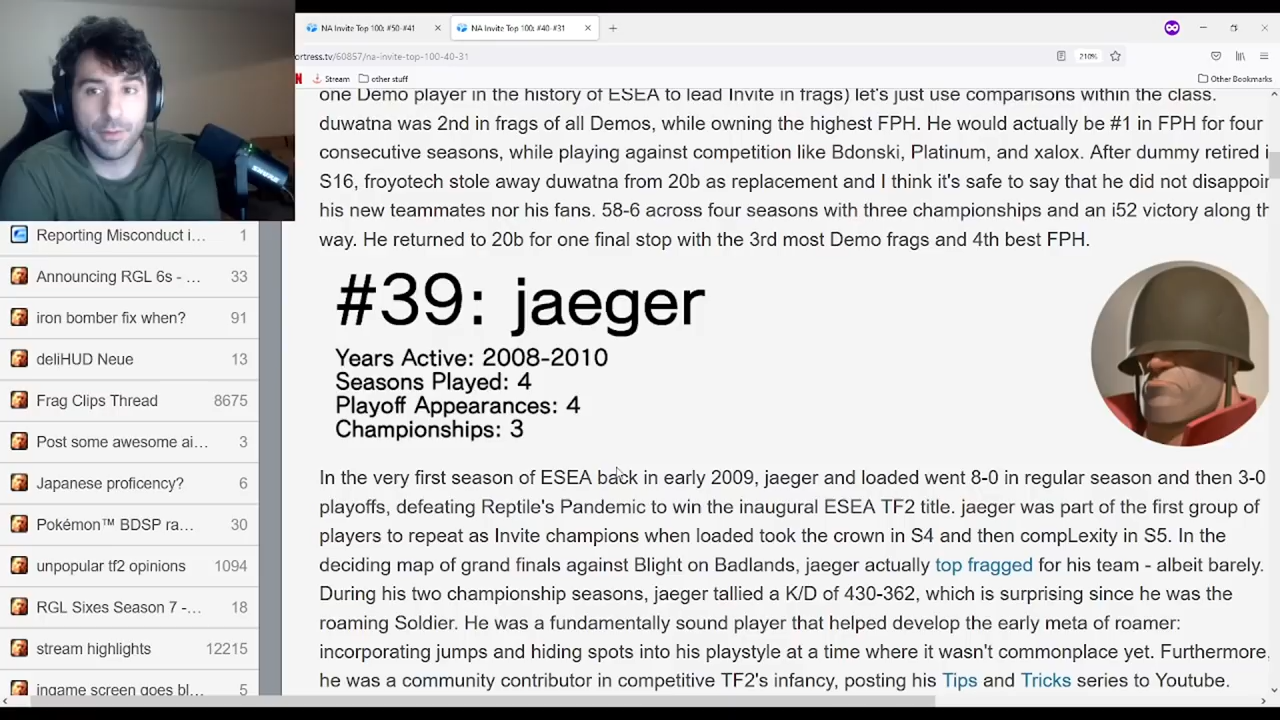 NA Invite Top 100: #50-#41
NA Invite Top 100: #40-#31
ortress.tv/60857/na-invite-top-100-40-31
210%
Stream
other stuff
Other Bookmarks
one Demo player in the history of ESEA to lead Invite in frags) let's just use comparisons within the class.
duwatna was 2nd in frags of all Demos, while owning the highest FPH. He would actually be #1 in FPH for four
consecutive seasons, while playing against competition like Bdonski, Platinum, and xalox. After dummy retired i
S16, froyotech stole away duwatna from 20b as replacement and I think it's safe to say that he did not disappoin
his new teammates nor his fans. 58-6 across four seasons with three championships and an i52 victory along th
way. He returned to 20b for one final stop with the 3rd most Demo frags and 4th best FPH.
#39: jaeger
Years Active: 2008-2010
Seasons Played: 4
Playoff Appearances: 4
Championships: 3
In the very first season of ESEA back in early 2009, jaeger and loaded went 8-0 in regular season and then 3-0
playoffs, defeating Reptile's Pandemic to win the inaugural ESEA TF2 title. jaeger was part of the first group of
players to repeat as Invite champions when loaded took the crown in S4 and then compLexity in S5. In the
deciding map of grand finals against Blight on Badlands, jaeger actually top fragged for his team - albeit barely.
During his two championship seasons, jaeger tallied a K/D of 430-362, which is surprising since he was the
roaming Soldier. He was a fundamentally sound player that helped develop the early meta of roamer:
incorporating jumps and hiding spots into his playstyle at a time where it wasn't commonplace yet. Furthermore,
he was a community contributor in competitive TF2's infancy, posting his Tips and Tricks series to Youtube.
Reporting Misconduct i... 1
Announcing RGL 6s - ... 33
iron bomber fix when? 91
deliHUD Neue 13
Frag Clips Thread 8675
Post some awesome ai... 3
Japanese proficency? 6
Pokémon™ BDSP ra... 30
unpopular tf2 opinions 1094
RGL Sixes Season 7 -... 18
stream highlights 12215
ingame screen goes bl... 5